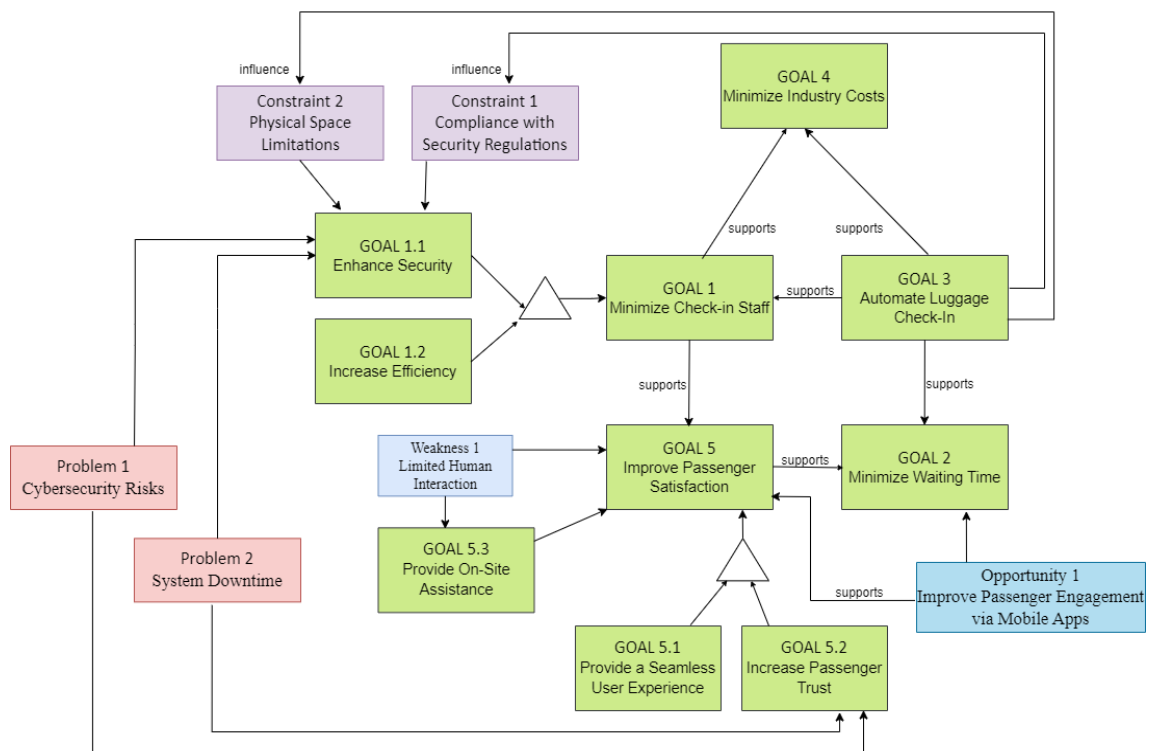 influence
influence
GOAL 4
Minimize Industry Costs
Constraint 2
Physical Space
Limitations
Constraint 1
Compliance with
Security Regulations
supports
supports
GOAL 1.1
Enhance Security
GOAL 1
Minimize Check-in Staff
supports
GOAL 3
Automate Luggage
Check-In
GOAL 1.2
Increase Efficiency
supports
supports
Weakness 1
Limited Human
Interaction
GOAL 5
Improve Passenger
Satisfaction
supports
GOAL 2
Minimize Waiting Time
Problem 1
Cybersecurity Risks
GOAL 5.3
Provide On-Site
Assistance
Problem 2
System Downtime
supports
Opportunity 1
Improve Passenger Engagement
via Mobile Apps
GOAL 5.1
Provide a Seamless
User Experience
GOAL 5.2
Increase Passenger
Trust